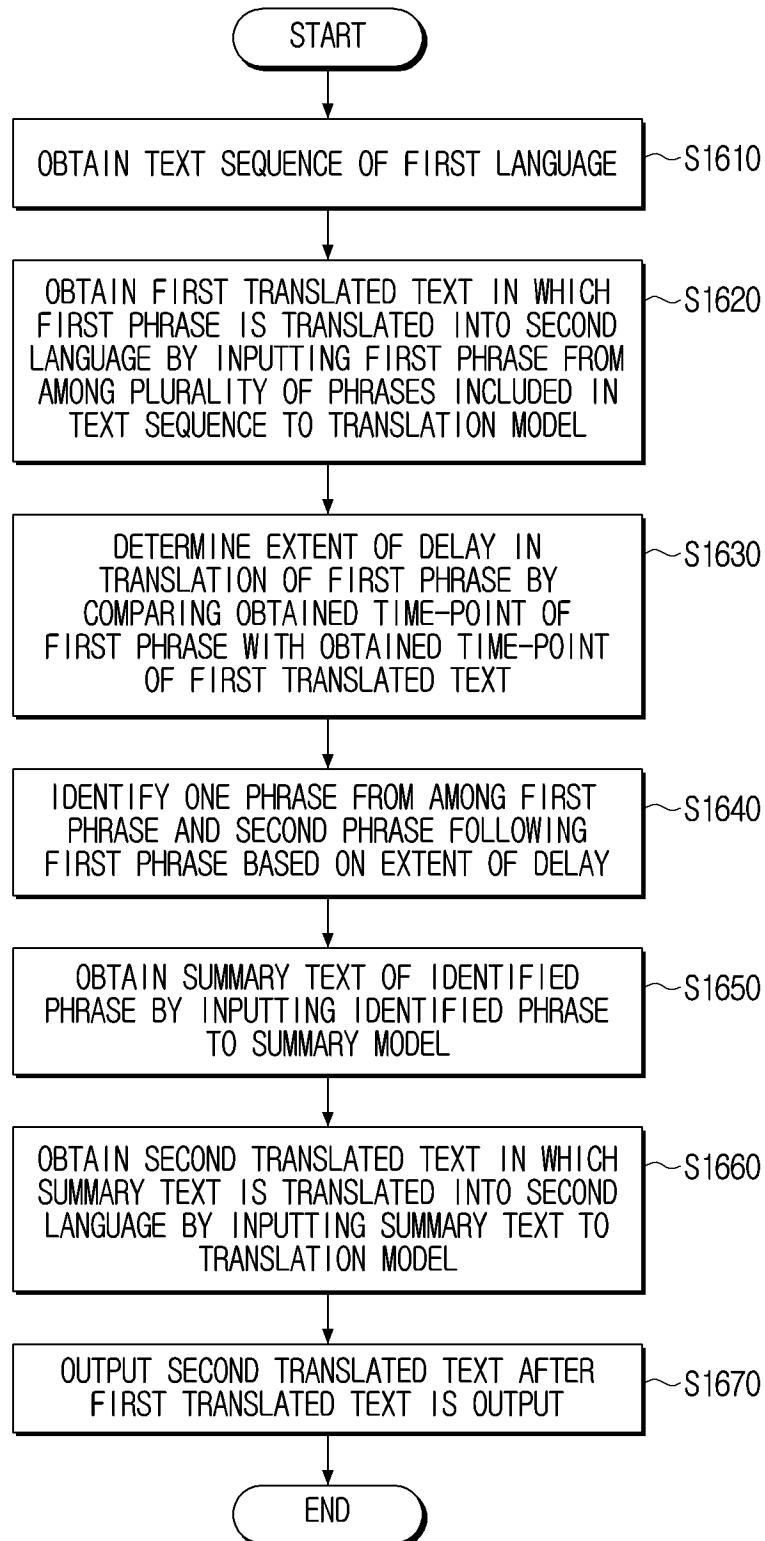 START
OBTAIN TEXT SEQUENCE OF FIRST LANGUAGE
S1610
OBTAIN FIRST TRANSLATED TEXT IN WHICH
FIRST PHRASE IS TRANSLATED INTO SECOND
LANGUAGE BY INPUTTING FIRST PHRASE FROM
AMONG PLURALITY OF PHRASES INCLUDED IN
TEXT SEQUENCE TO TRANSLATION MODEL
S1620
DETERMINE EXTENT OF DELAY IN
TRANSLATION OF FIRST PHRASE BY
COMPARING OBTAINED TIME-POINT OF
FIRST PHRASE WITH OBTAINED TIME-POINT
OF FIRST TRANSLATED TEXT
S1630
IDENTIFY ONE PHRASE FROM AMONG FIRST
PHRASE AND SECOND PHRASE FOLLOWING
FIRST PHRASE BASED ON EXTENT OF DELAY
S1640
OBTAIN SUMMARY TEXT OF IDENTIFIED
PHRASE BY INPUTTING IDENTIFIED PHRASE
TO SUMMARY MODEL
S1650
OBTAIN SECOND TRANSLATED TEXT IN WHICH
SUMMARY TEXT IS TRANSLATED INTO SECOND
LANGUAGE BY INPUTTING SUMMARY TEXT TO
TRANSLATION MODEL
S1660
OUTPUT SECOND TRANSLATED TEXT AFTER
FIRST TRANSLATED TEXT IS OUTPUT
S1670
END